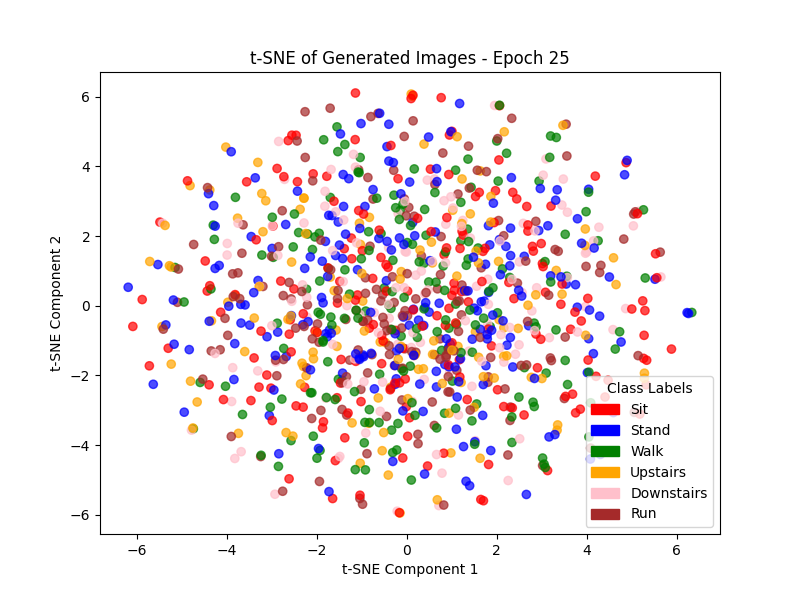 t-SNE of Generated Images - Epoch 25
t-SNE Component 2
6
4
2
0
−2
−4
−6
−6
−4
−2
0
2
4
6
t-SNE Component 1
Class Labels
Sit
Stand
Walk
Upstairs
Downstairs
Run